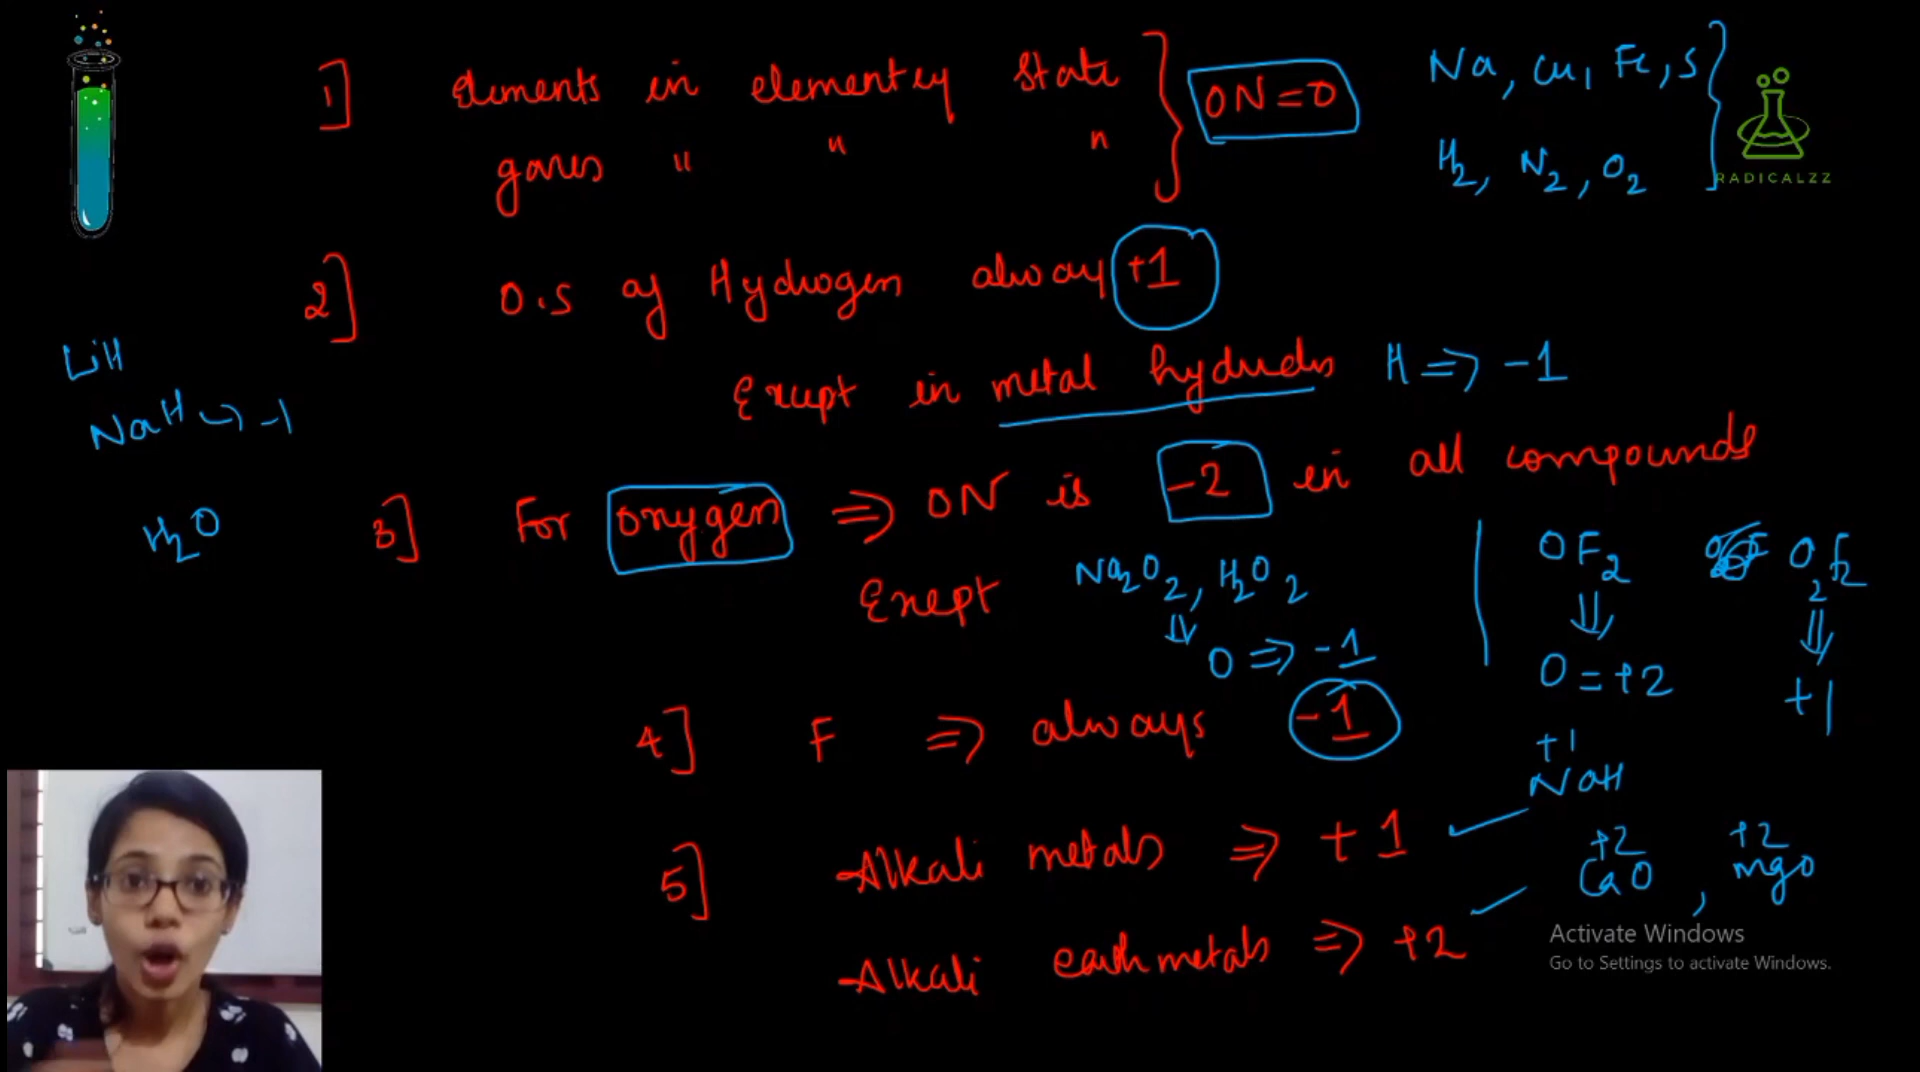 1] Elements in elementry state } ON=0 Na, Cu, Fe, S
gases " " " H2, N2, O2
RADICALZZ
2] O.S of Hydrogen alway +1
LiH
Except in metal hydrides H => -1
NaH -> -1
3] For oxygen => ON is -2 in all compounds
H2O
Except Na2O2, H2O2 | OF2 O2F2
O => -1 O = +2 +1
4] F => always -1
+1
NaH
5] Alkali metals => +1
+2 +2
CaO, MgO
Alkali earth metals => +2
Activate Windows
Go to Settings to activate Windows.